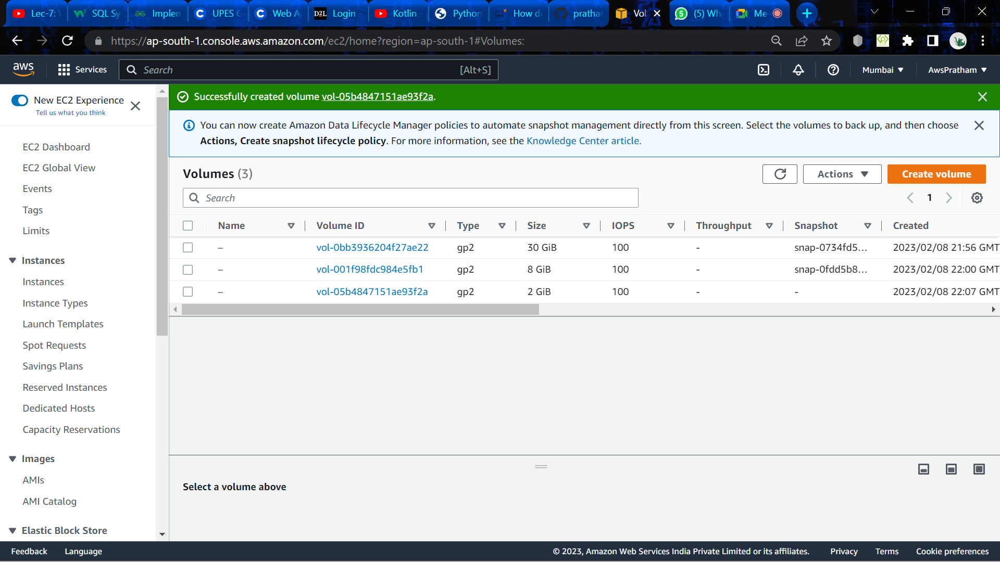 Lec-7:
SQL Sy
Implem
UPES C
Web A
D2L
Login -
Kotlin
Python
How do
prathar
Vol
(5) Wh
Me
https://ap-south-1.console.aws.amazon.com/ec2/home?region=ap-south-1#Volumes:
aws
Services
Search
[Alt+S]
Mumbai
AwsPratham
New EC2 Experience
Tell us what you think
EC2 Dashboard
EC2 Global View
Events
Tags
Limits
Instances
Instances
Instance Types
Launch Templates
Spot Requests
Savings Plans
Reserved Instances
Dedicated Hosts
Capacity Reservations
Images
AMIs
AMI Catalog
Elastic Block Store
Successfully created volume vol-05b4847151ae93f2a.
You can now create Amazon Data Lifecycle Manager policies to automate snapshot management directly from this screen. Select the volumes to back up, and then choose
Actions, Create snapshot lifecycle policy. For more information, see the Knowledge Center article.
Volumes (3)
Actions
Create volume
Search
1
Name Volume ID Type Size IOPS Throughput Snapshot Created
– vol-0bb3936204f27ae22 gp2 30 GiB 100 - snap-0734fd5... 2023/02/08 21:56 GMT
– vol-001f98fdc984e5fb1 gp2 8 GiB 100 - snap-0fdd5b8... 2023/02/08 22:00 GMT
– vol-05b4847151ae93f2a gp2 2 GiB 100 - - 2023/02/08 22:07 GMT
Select a volume above
Feedback
Language
© 2023, Amazon Web Services India Private Limited or its affiliates.
Privacy
Terms
Cookie preferences